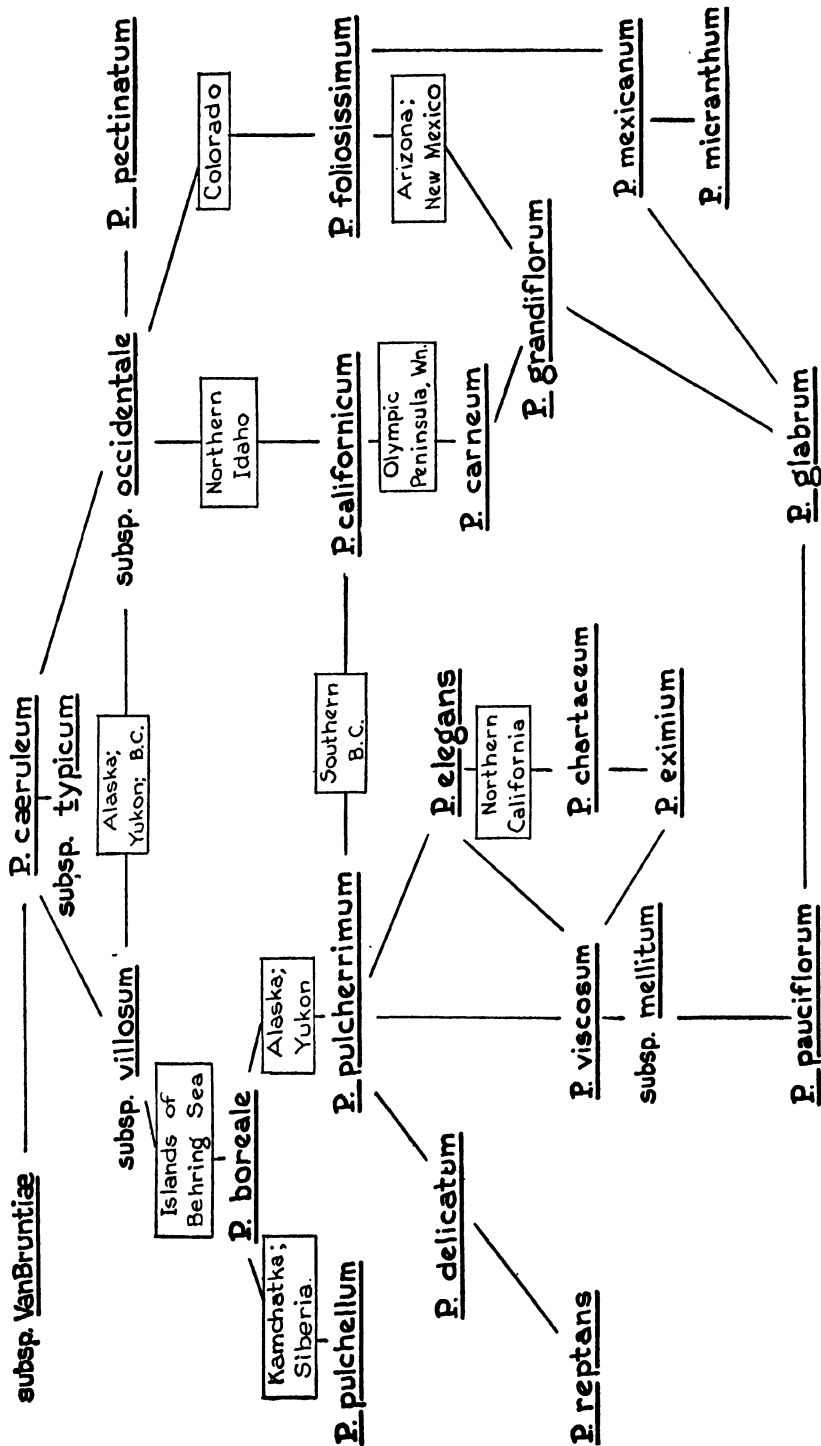 P. cæruleum
subsp. typicum
subsp. VanBruntiæ
subsp. villosum
Alaska;
Yukon; B.C.
subsp. occidentale
P. pectinatum
Islands of
Behring Sea
Northern
Idaho
Colorado
P. boreale
Kamchatka;
Siberia.
Alaska;
Yukon
P. pulchellum
P. pulcherrimum
Southern
B.C.
P. californicum
P. foliosissimum
Olympic
Peninsula, Wn.
Arizona;
New Mexico
P. delicatum
P. elegans
P. carneum
Northern
California
P. grandiflorum
P. reptans
P. viscosum
subsp. mellitum
P. chartaceum
P. eximium
P. mexicanum
P. micranthum
P. pauciflorum
P. glabrum